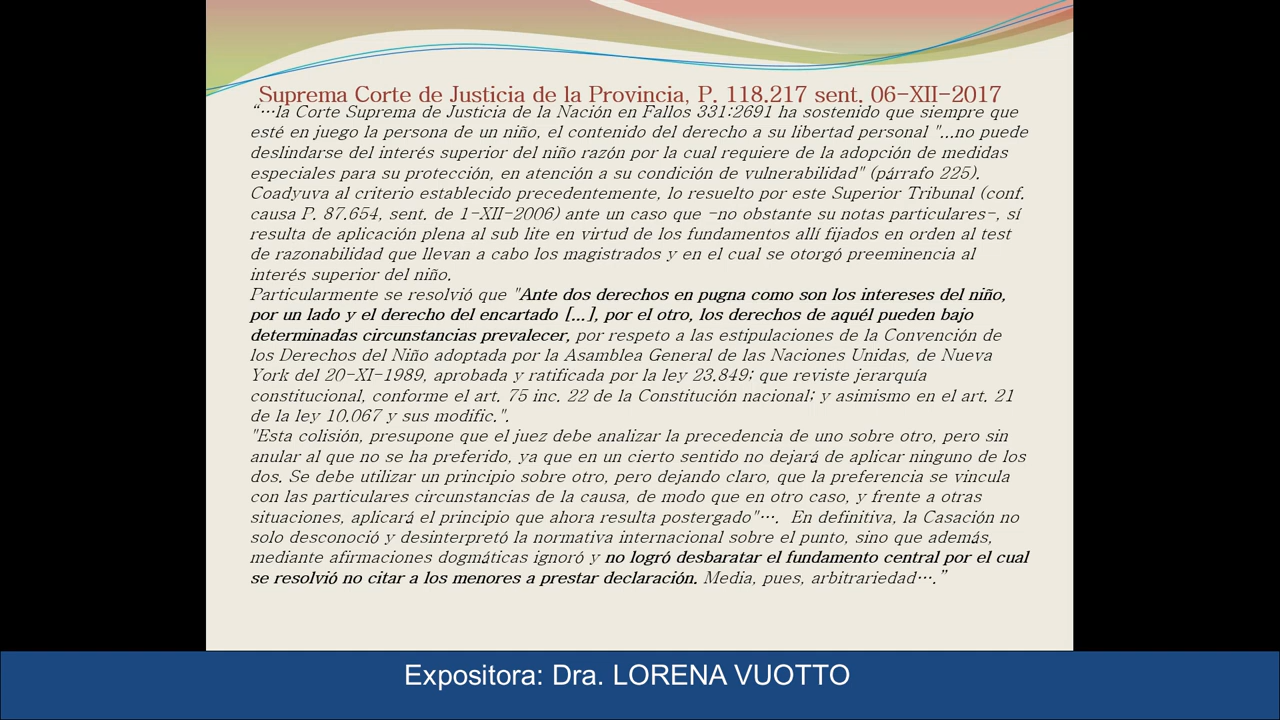 Suprema Corte de Justicia de la Provincia, P. 118.217 sent. 06-XII-2017
“…la Corte Suprema de Justicia de la Nación en Fallos 331:2691 ha sostenido que siempre que
esté en juego la persona de un niño, el contenido del derecho a su libertad personal "...no puede
deslindarse del interés superior del niño razón por la cual requiere de la adopción de medidas
especiales para su protección, en atención a su condición de vulnerabilidad" (párrafo 225).
Coadyuva al criterio establecido precedentemente, lo resuelto por este Superior Tribunal (conf.
causa P. 87.654, sent. de 1-XII-2006) ante un caso que -no obstante su notas particulares-, sí
resulta de aplicación plena al sub lite en virtud de los fundamentos allí fijados en orden al test
de razonabilidad que llevan a cabo los magistrados y en el cual se otorgó preeminencia al
interés superior del niño.
Particularmente se resolvió que "Ante dos derechos en pugna como son los intereses del niño,
por un lado y el derecho del encartado [...], por el otro, los derechos de aquél pueden bajo
determinadas circunstancias prevalecer, por respeto a las estipulaciones de la Convención de
los Derechos del Niño adoptada por la Asamblea General de las Naciones Unidas, de Nueva
York del 20-XI-1989, aprobada y ratificada por la ley 23.849; que reviste jerarquía
constitucional, conforme el art. 75 inc. 22 de la Constitución nacional; y asimismo en el art. 21
de la ley 10.067 y sus modific.".
"Esta colisión, presupone que el juez debe analizar la precedencia de uno sobre otro, pero sin
anular al que no se ha preferido, ya que en un cierto sentido no dejará de aplicar ninguno de los
dos. Se debe utilizar un principio sobre otro, pero dejando claro, que la preferencia se vincula
con las particulares circunstancias de la causa, de modo que en otro caso, y frente a otras
situaciones, aplicará el principio que ahora resulta postergado"…. En definitiva, la Casación no
solo desconoció y desinterpretó la normativa internacional sobre el punto, sino que además,
mediante afirmaciones dogmáticas ignoró y no logró desbaratar el fundamento central por el cual
se resolvió no citar a los menores a prestar declaración. Media, pues, arbitrariedad….”
Expositora: Dra. LORENA VUOTTO